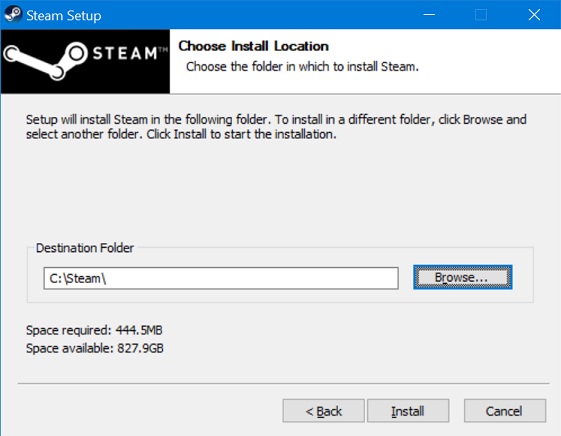 Steam Setup
STEAM™
Choose Install Location
Choose the folder in which to install Steam.
Setup will install Steam in the following folder. To install in a different folder, click Browse and
select another folder. Click Install to start the installation.
Destination Folder
C:\Steam\
Browse...
Space required: 444.5MB
Space available: 827.9GB
< Back
Install
Cancel